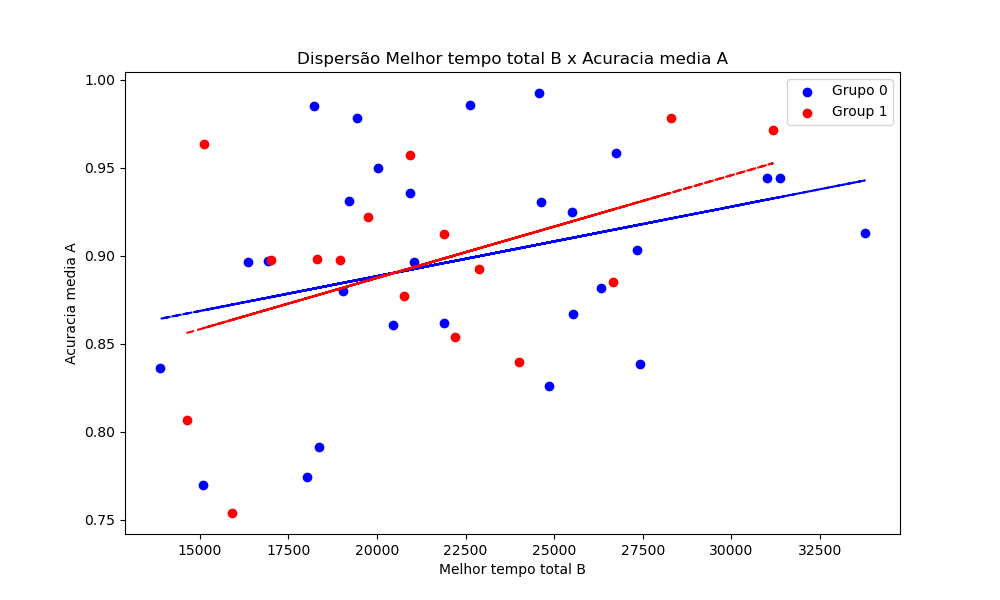 Dispersão Melhor tempo total B x Acuracia media A
Grupo 0
Group 1
1.00
0.95
0.90
0.85
0.80
0.75
Acuracia media A
15000 17500 20000 22500 25000 27500 30000 32500
Melhor tempo total B